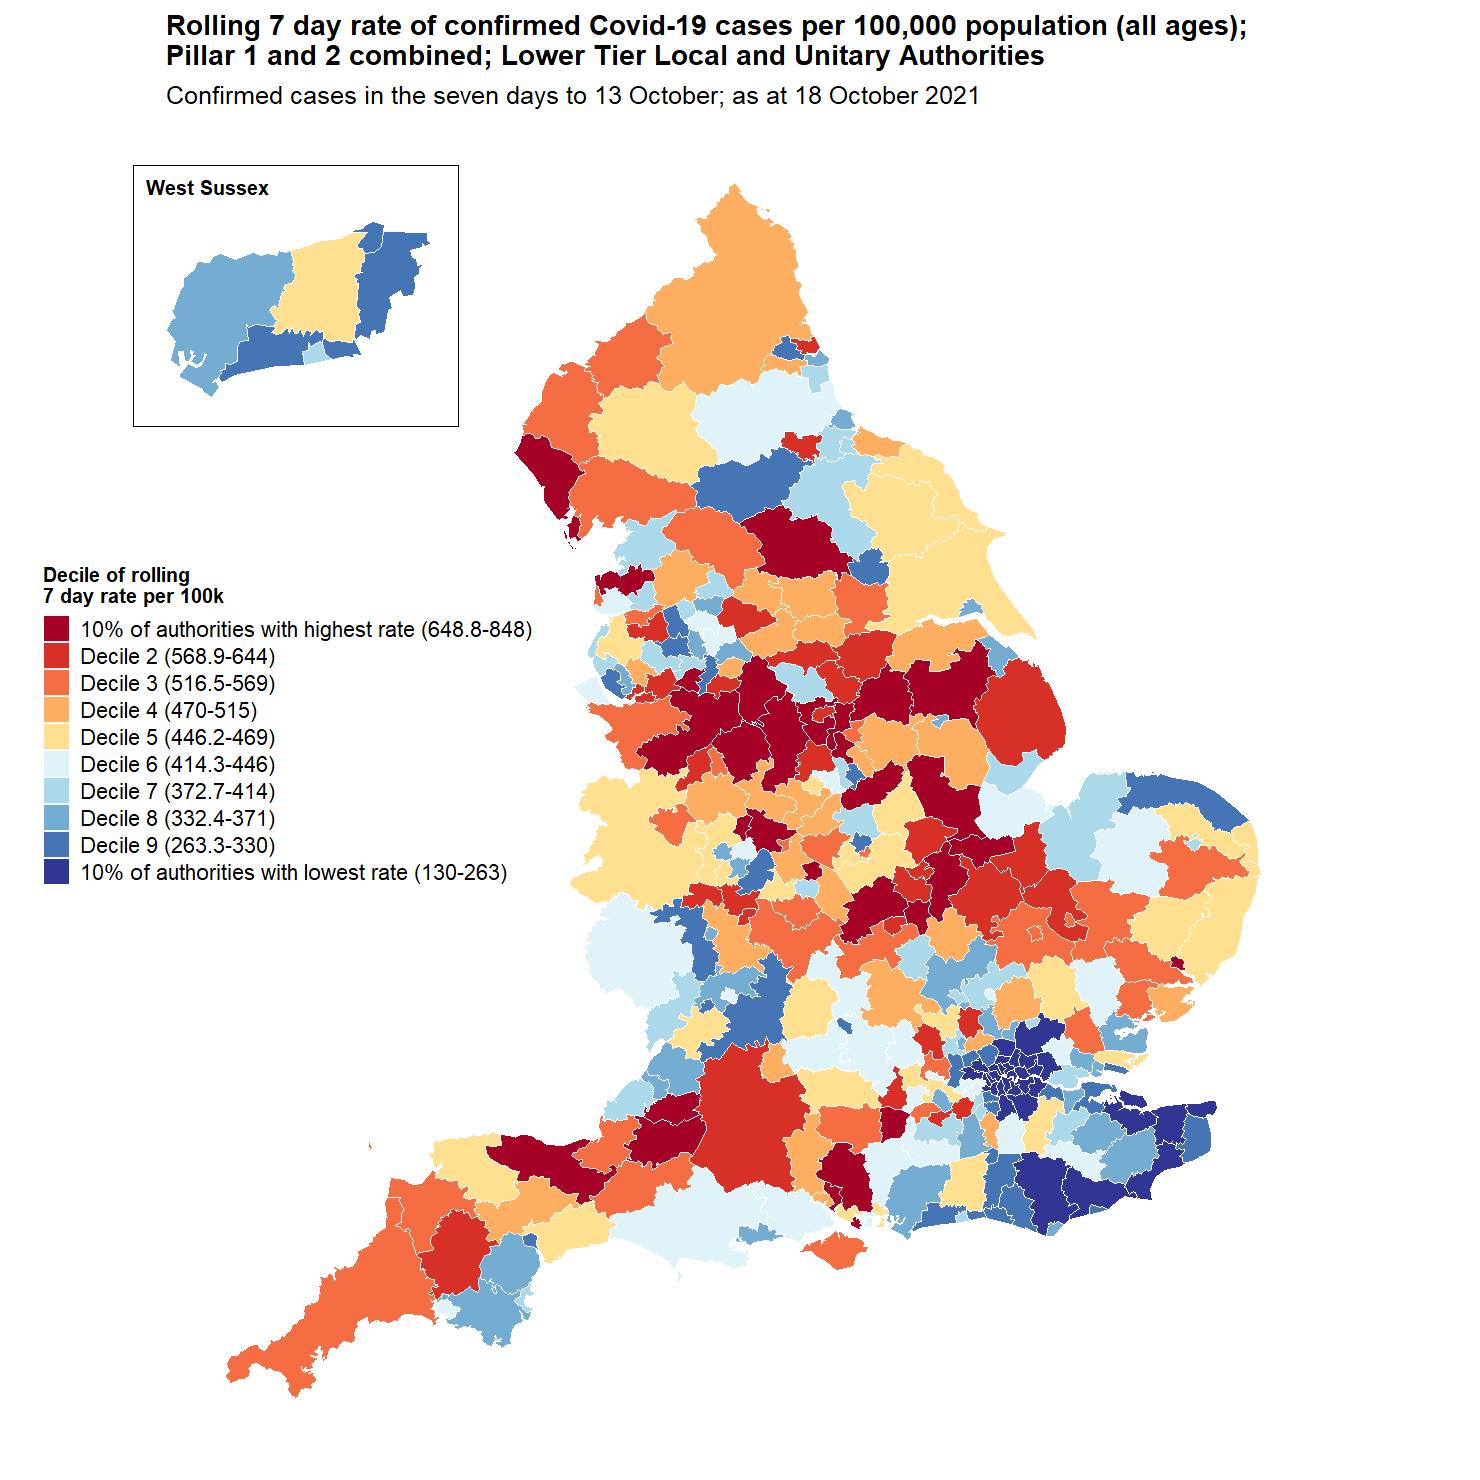 Rolling 7 day rate of confirmed Covid-19 cases per 100,000 population (all ages);
Pillar 1 and 2 combined; Lower Tier Local and Unitary Authorities
Confirmed cases in the seven days to 13 October; as at 18 October 2021
West Sussex
Decile of rolling
7 day rate per 100k
10% of authorities with highest rate (648.8-848)
Decile 2 (568.9-644)
Decile 3 (516.5-569)
Decile 4 (470-515)
Decile 5 (446.2-469)
Decile 6 (414.3-446)
Decile 7 (372.7-414)
Decile 8 (332.4-371)
Decile 9 (263.3-330)
10% of authorities with lowest rate (130-263)